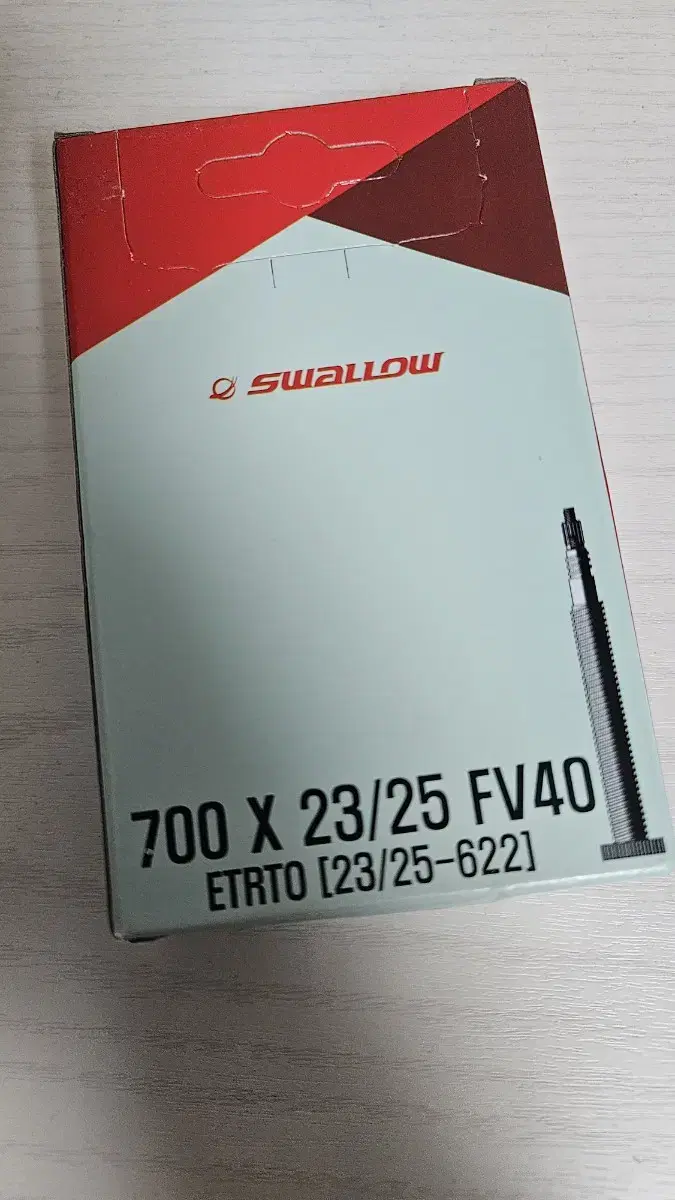 SWALLOW
700 X 23/25 FV40
ETRTO [23/25-622]